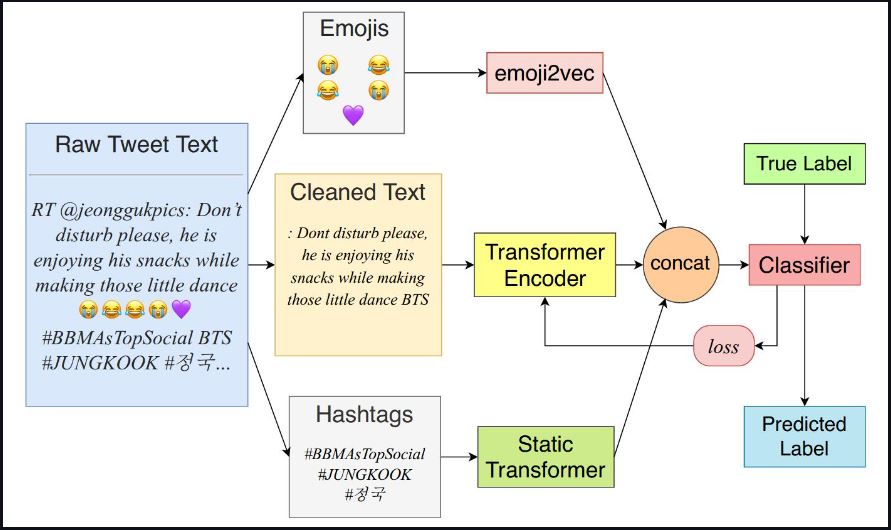 Emojis
😭 😂
😂 😭
💜
emoji2vec
Raw Tweet Text
RT @jeonggukpics: Don't
disturb please, he is
enjoying his snacks while
making those little dance
😭😂😂😭💜
#BBMAsTopSocial BTS
#JUNGKOOK #정국...
Cleaned Text
: Dont disturb please,
he is enjoying his
snacks while making
those little dance BTS
Transformer
Encoder
concat
True Label
Classifier
loss
Predicted
Label
Hashtags
#BBMAsTopSocial
#JUNGKOOK
#정국
Static
Transformer